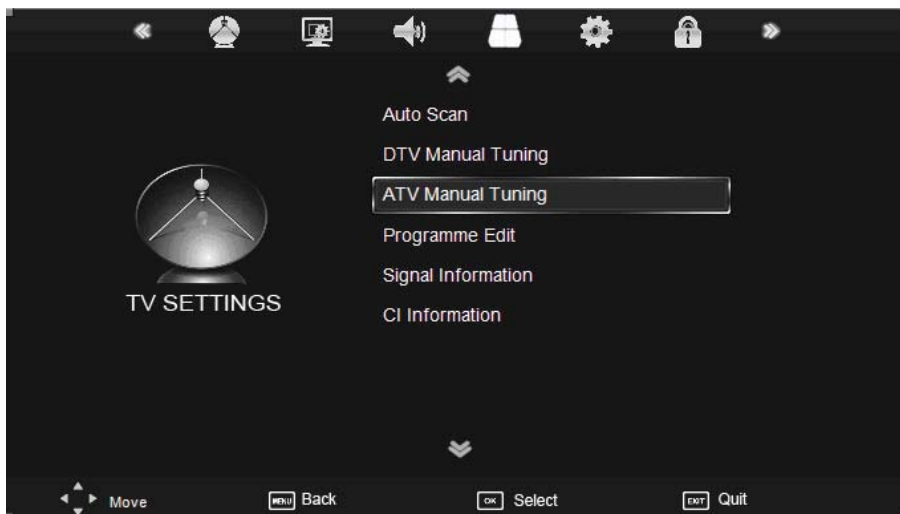 Auto Scan
DTV Manual Tuning
ATV Manual Tuning
Programme Edit
Signal Information
CI Information
TV SETTINGS
Move
MENU Back
OK Select
EXIT Quit